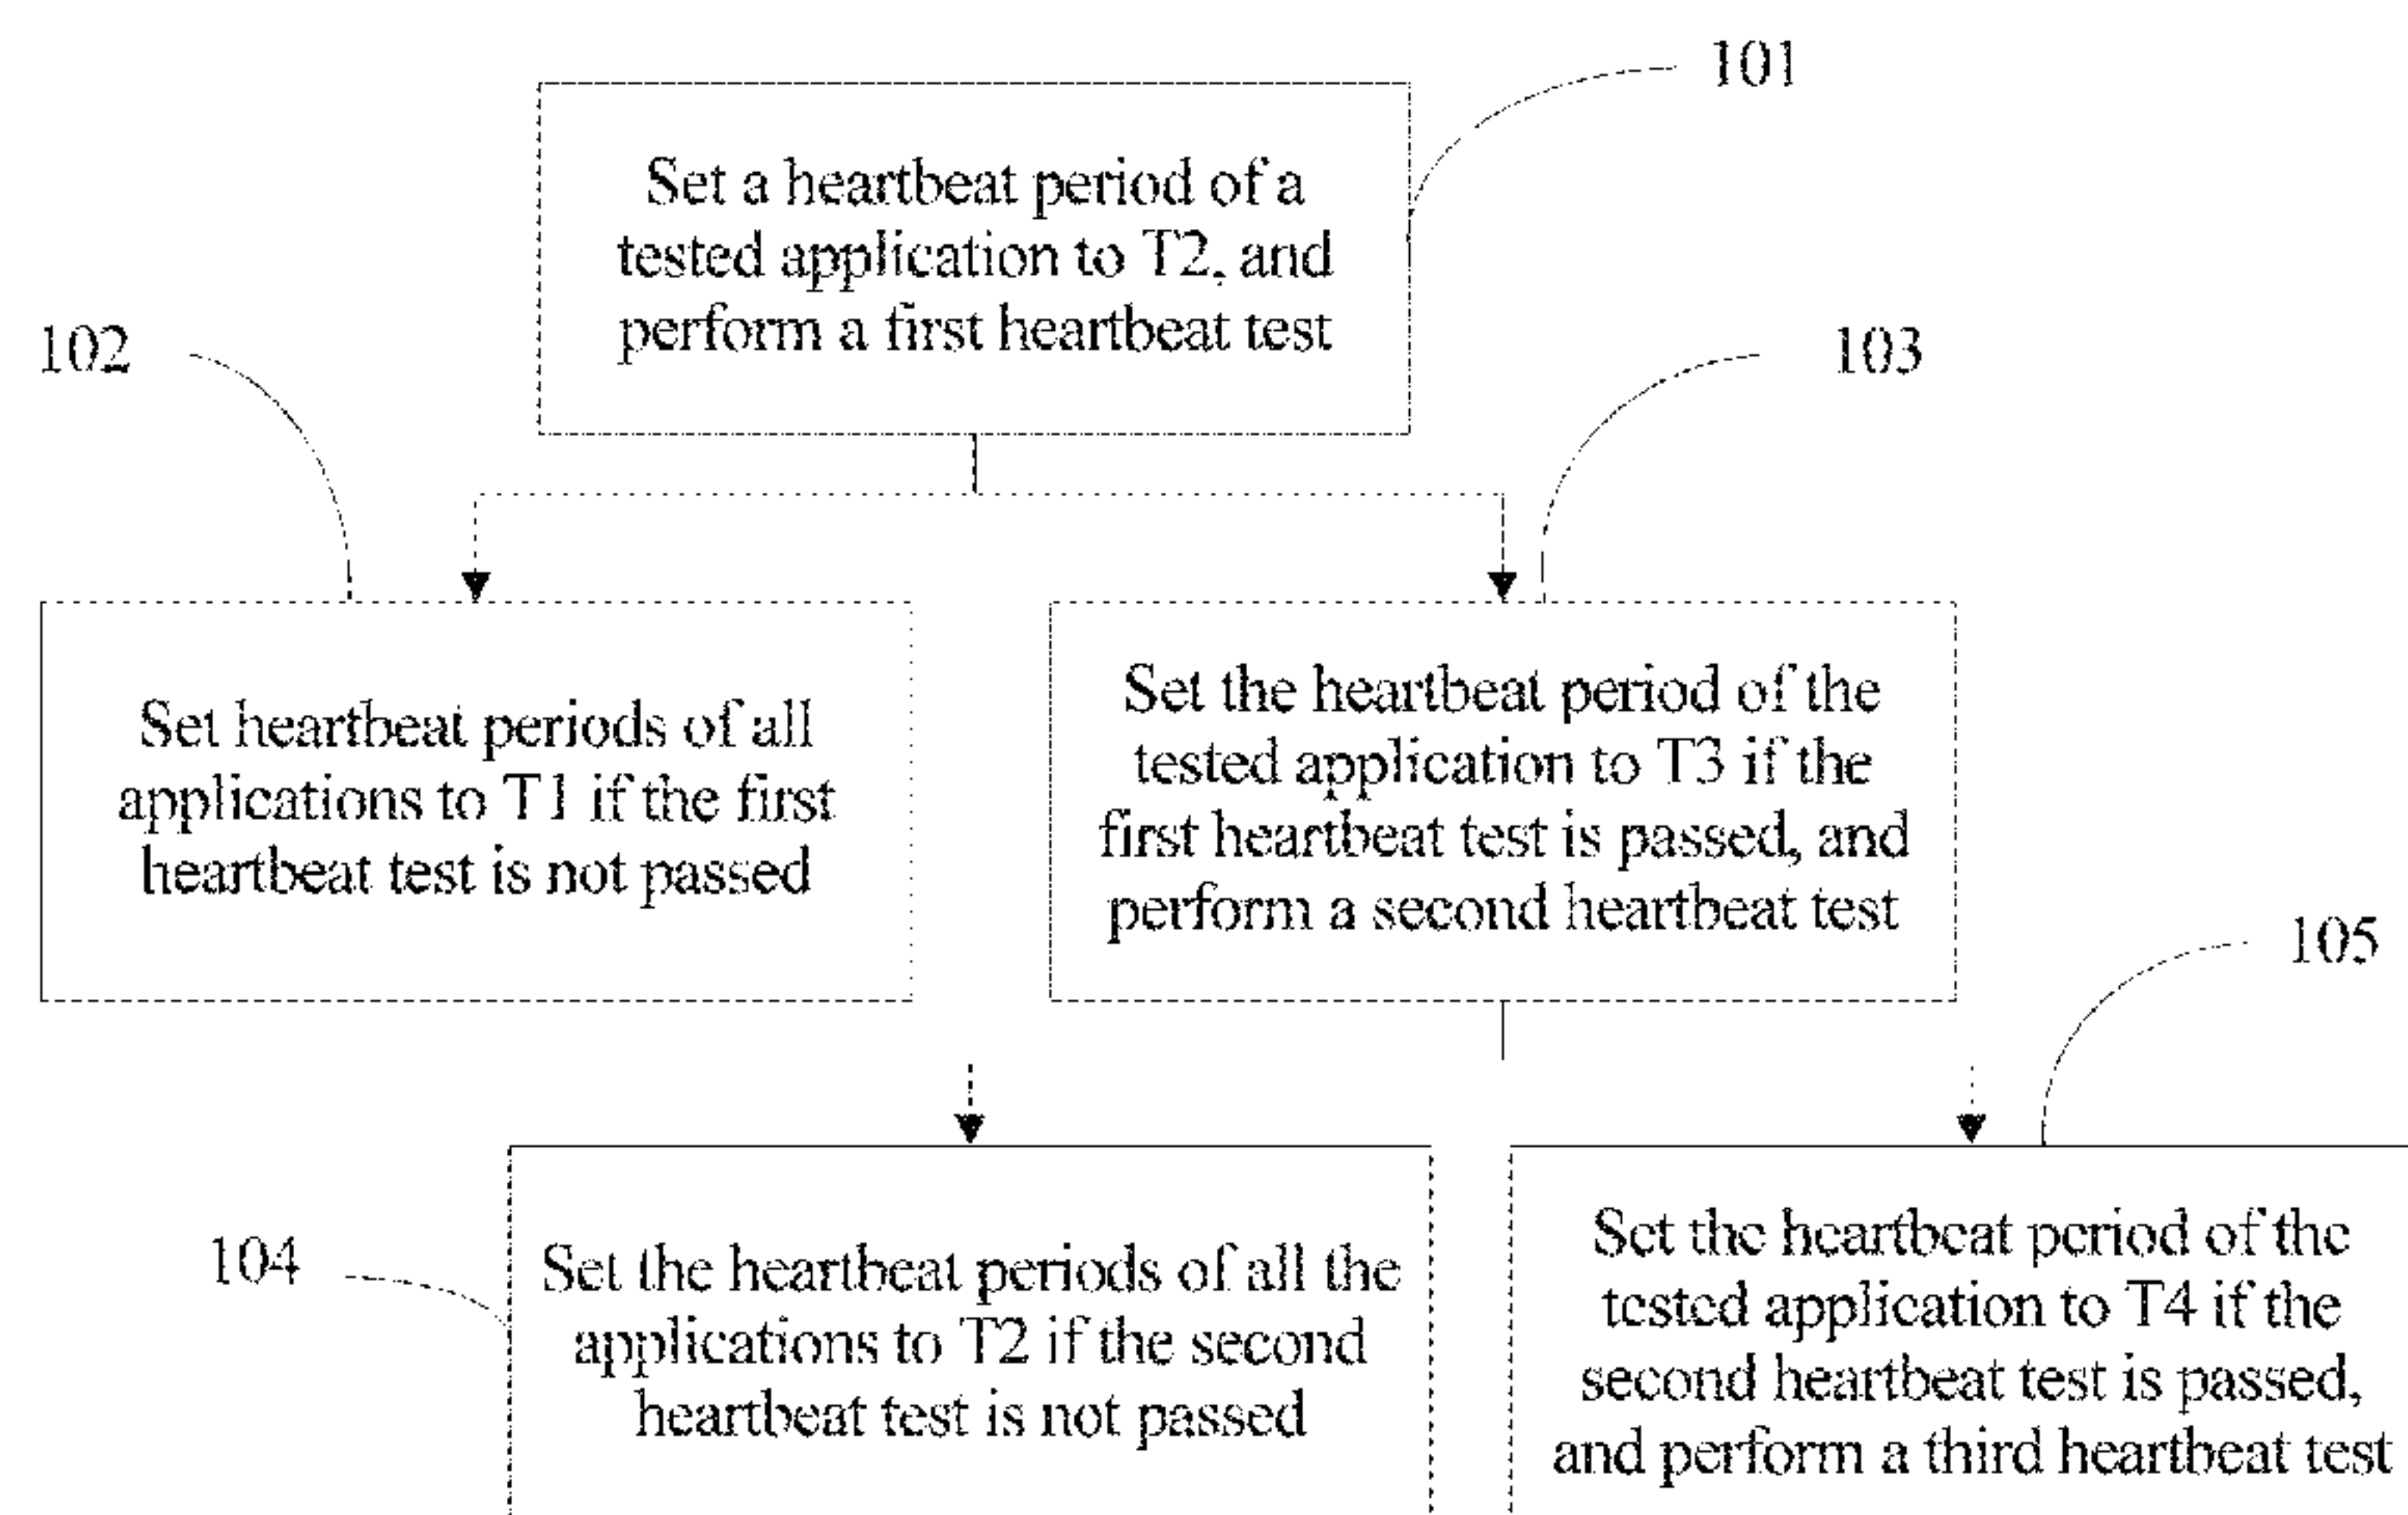 101
Set a heartbeat period of a
tested application to T2, and
perform a first heartbeat test
102
103
Set heartbeat periods of all
applications to T1 if the first
heartbeat test is not passed
Set the heartbeat period of the
tested application to T3 if the
first heartbeat test is passed, and
perform a second heartbeat test
105
104
Set the heartbeat periods of all the
applications to T2 if the second
heartbeat test is not passed
Set the heartbeat period of the
tested application to T4 if the
second heartbeat test is passed,
and perform a third heartbeat test